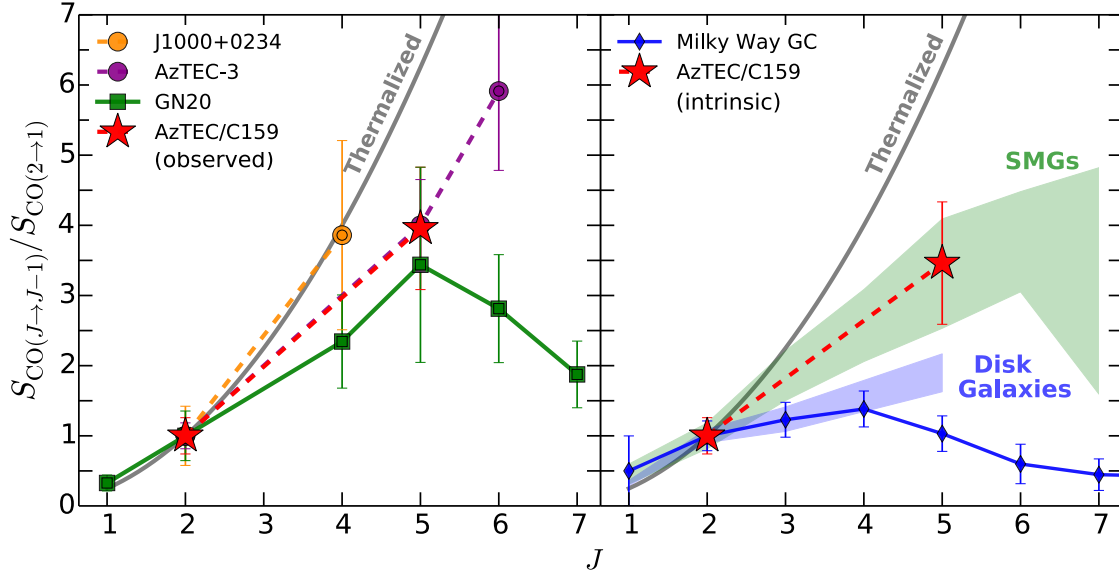 7
6
5
4
3
2
1
0
S_CO(J→J−1)/S_CO(2→1)
J1000+0234
AzTEC-3
GN20
AzTEC/C159
(observed)
Thermalized
1 2 3 4 5 6 7
Milky Way GC
AzTEC/C159
(intrinsic)
Thermalized
SMGs
Disk
Galaxies
1 2 3 4 5 6 7
J